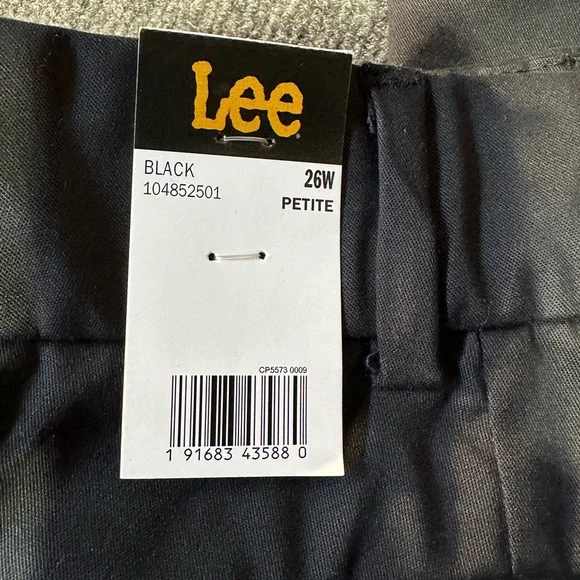 Lee
BLACK
104852501
26W
PETITE
CP5573 0009
1 91683 43588 0